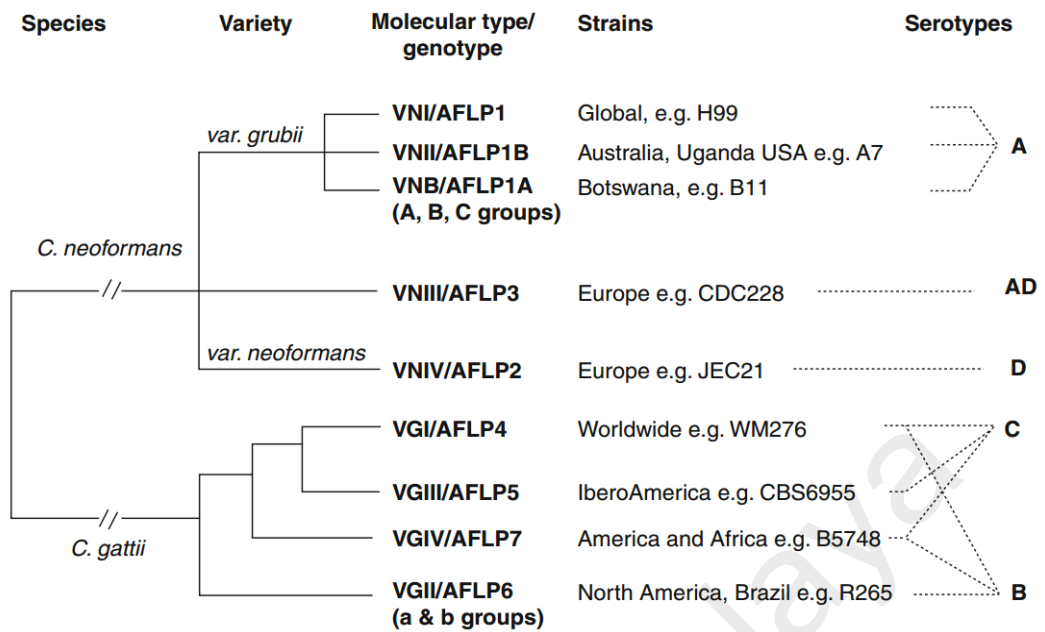 Species Variety Molecular type/ Strains Serotypes
genotype
VNI/AFLP1 Global, e.g. H99
var. grubii
VNII/AFLP1B Australia, Uganda USA e.g. A7 A
VNB/AFLP1A Botswana, e.g. B11
(A, B, C groups)
C. neoformans
VNIII/AFLP3 Europe e.g. CDC228 AD
var. neoformans
VNIV/AFLP2 Europe e.g. JEC21 D
VGI/AFLP4 Worldwide e.g. WM276 C
VGIII/AFLP5 IberoAmerica e.g. CBS6955
VGIV/AFLP7 America and Africa e.g. B5748
C. gattii
VGII/AFLP6 North America, Brazil e.g. R265 B
(a & b groups)
laya